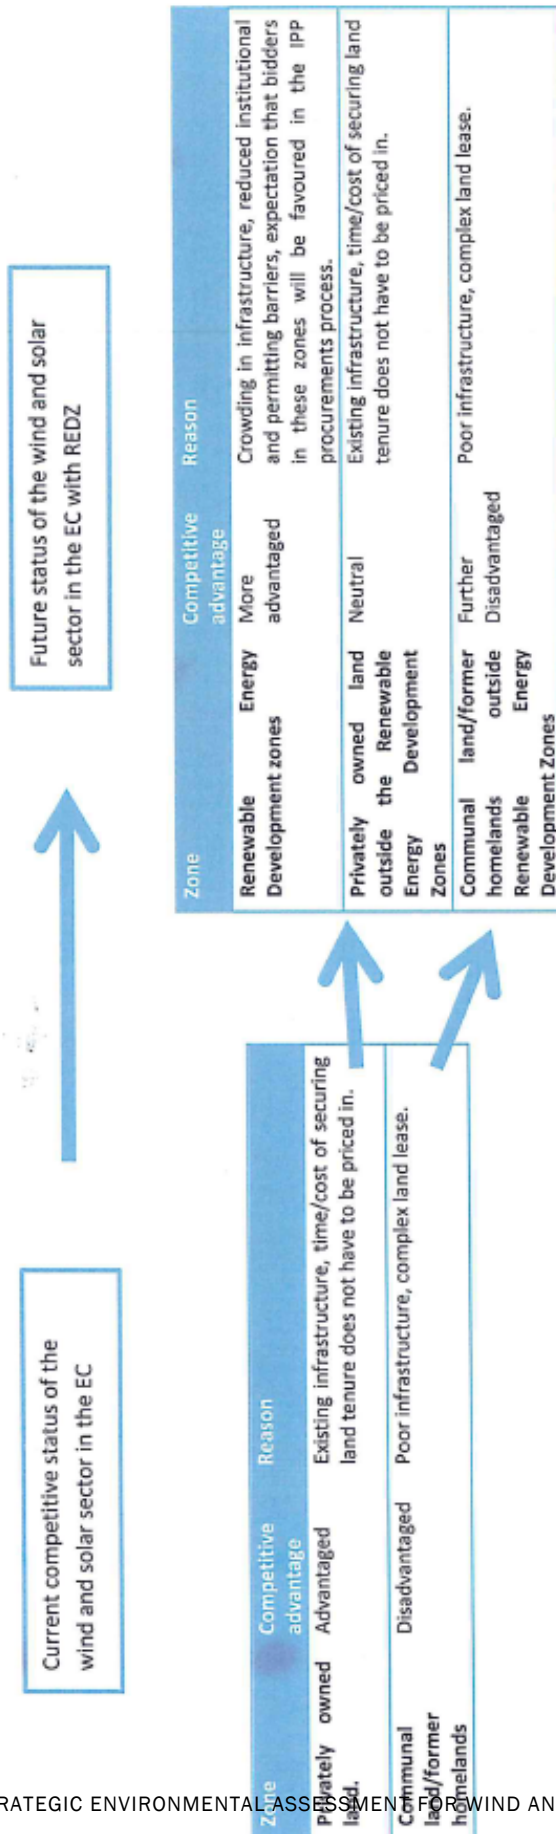 Current competitive status of the
wind and solar sector in the EC
Future status of the wind and solar
sector in the EC with REDZ
Zone Competitive Reason
advantage
Privately owned Advantaged Existing infrastructure, time/cost of securing
land. land tenure does not have to be priced in.
Communal Disadvantaged Poor infrastructure, complex land lease.
land/former
homelands
Zone Competitive Reason
advantage
Renewable Energy More Crowding in infrastructure, reduced institutional
Development zones advantaged and permitting barriers, expectation that bidders
in these zones will be favoured in the IPP
procurements process.
Privately owned land Neutral Existing infrastructure, time/cost of securing land
outside the Renewable tenure does not have to be priced in.
Energy Development
Zones
Communal land/former Further Poor infrastructure, complex land lease.
homelands outside Disadvantaged
Renewable Energy
Development Zones
RATEGIC ENVIRONMENTAL ASSESSMENT FOR WIND AN